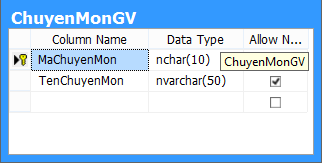 ChuyenMonGV
Column Name Data Type Allow N...
MaChuyenMon nchar(10)
ChuyenMonGV
TenChuyenMon nvarchar(50)